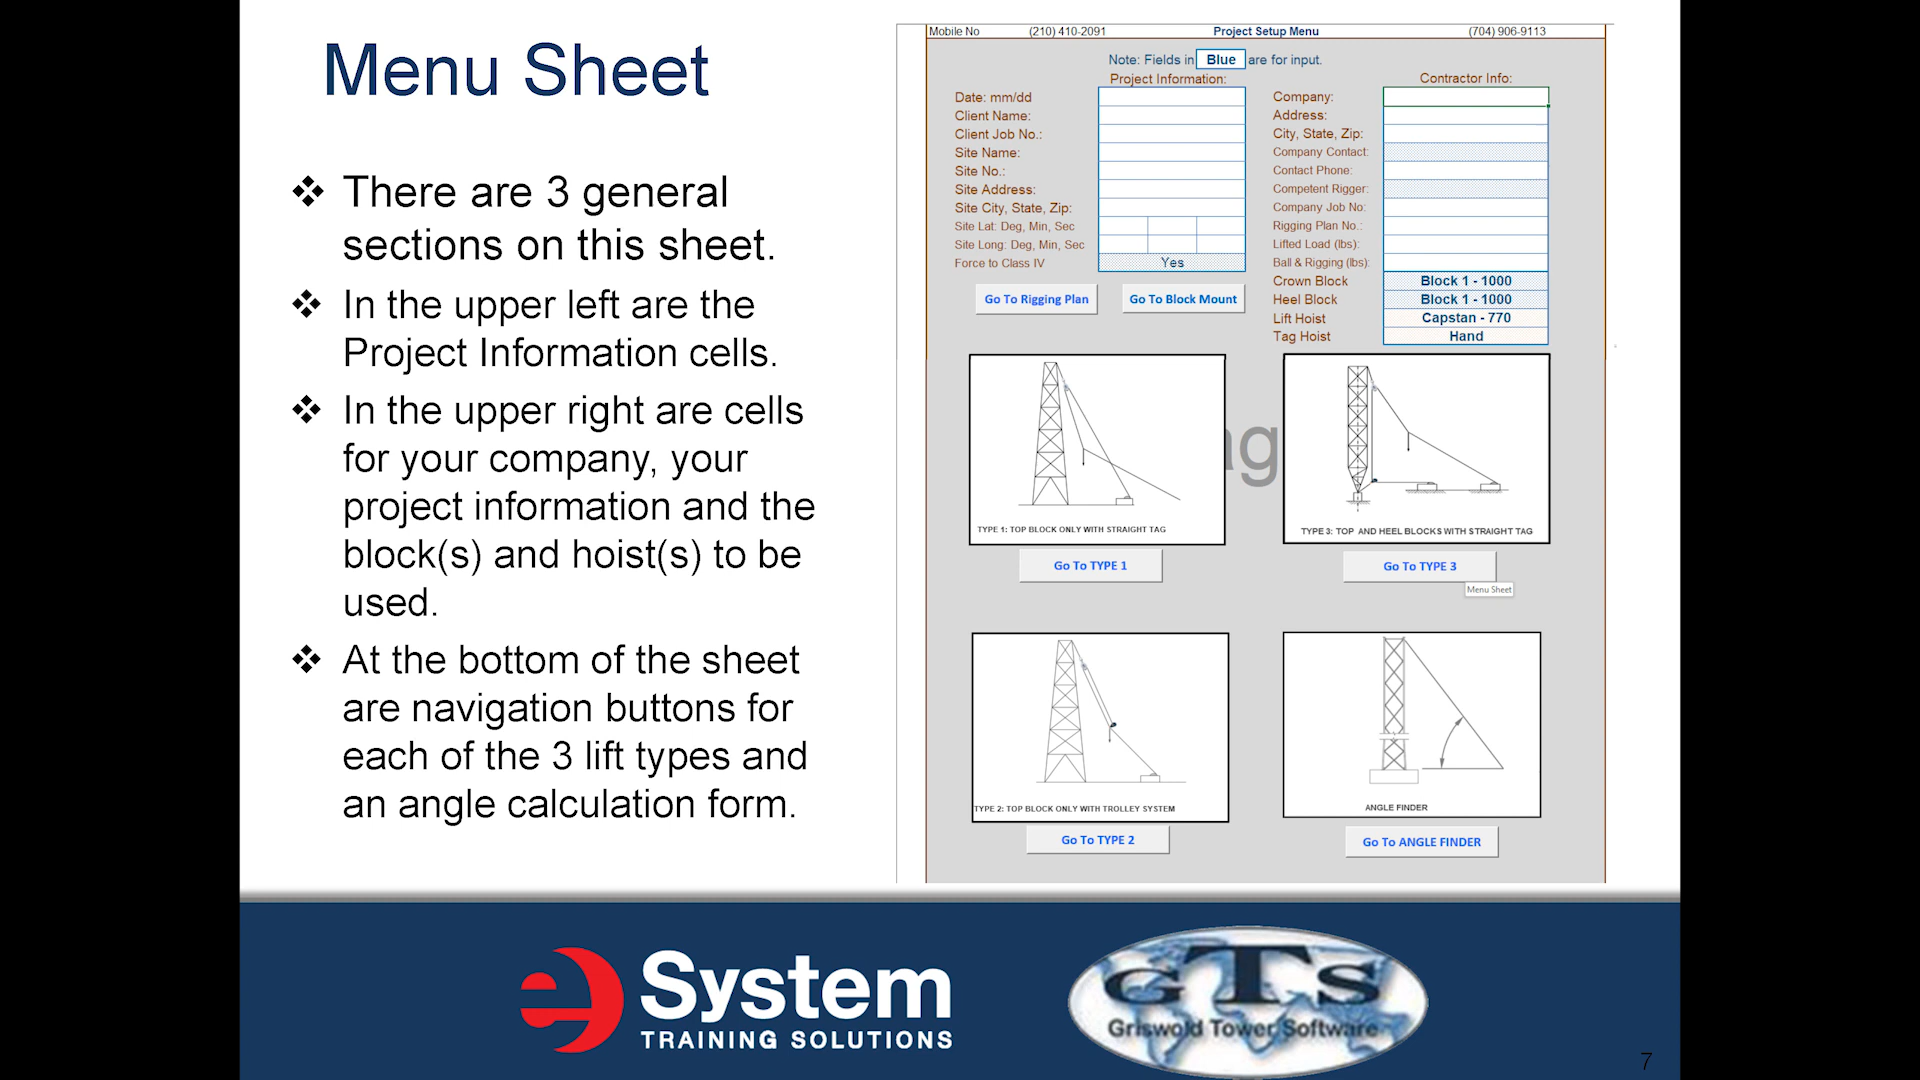 Menu Sheet
❖ There are 3 general
sections on this sheet.
❖ In the upper left are the
Project Information cells.
❖ In the upper right are cells
for your company, your
project information and the
block(s) and hoist(s) to be
used.
❖ At the bottom of the sheet
are navigation buttons for
each of the 3 lift types and
an angle calculation form.
Mobile No (210) 410-2091 Project Setup Menu (704) 906-9113
Note: Fields in Blue are for input.
Project Information:
Date: mm/dd
Client Name:
Client Job No.:
Site Name:
Site No.:
Site Address:
Site City, State, Zip:
Site Lat: Deg, Min, Sec
Site Long: Deg, Min, Sec
Force to Class IV Yes
Go To Rigging Plan Go To Block Mount
Contractor Info:
Company:
Address:
City, State, Zip:
Company Contact:
Contact Phone:
Competent Rigger:
Company Job No:
Rigging Plan No.:
Lifted Load (lbs):
Ball & Rigging (lbs):
Crown Block Block 1 - 1000
Heel Block Block 1 - 1000
Lift Hoist Capstan - 770
Tag Hoist Hand
TYPE 1: TOP BLOCK ONLY WITH STRAIGHT TAG
Go To TYPE 1
TYPE 3: TOP AND HEEL BLOCKS WITH STRAIGHT TAG
Go To TYPE 3
Menu Sheet
TYPE 2: TOP BLOCK ONLY WITH TROLLEY SYSTEM
Go To TYPE 2
ANGLE FINDER
Go To ANGLE FINDER
e System
TRAINING SOLUTIONS
GTS
Griswold Tower Software
7